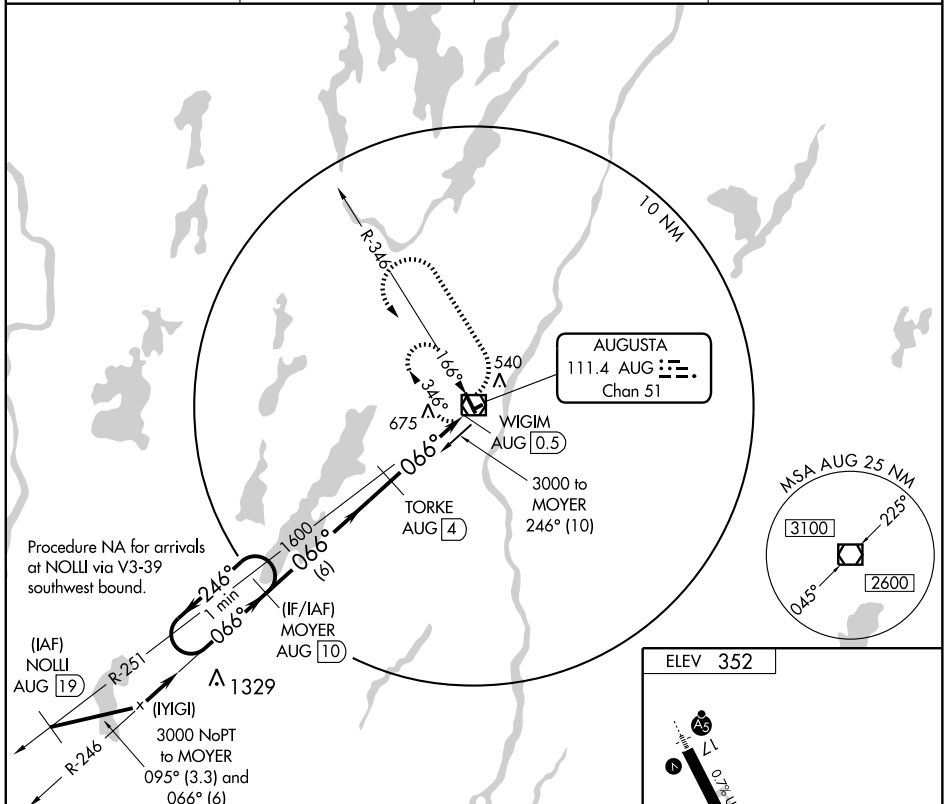 10 NM
R-346
166°
346°
540
675
AUGUSTA
111.4 AUG
Chan 51
WIGIM
AUG 0.5
066°
3000 to
MOYER
246° (10)
TORKE
AUG 4
MSA AUG 25 NM
3100
225°
2600
045°
1600
066°
(6)
Procedure NA for arrivals
at NOLLI via V3-39
southwest bound.
246°
1 min
066°
(IF/IAF)
MOYER
AUG 10
(IAF)
NOLLI
AUG 19
R-251
1329
(IYIGI)
R-246
3000 NoPT
to MOYER
095° (3.3) and
066° (6)
ELEV 352
A5
17
0.7% U